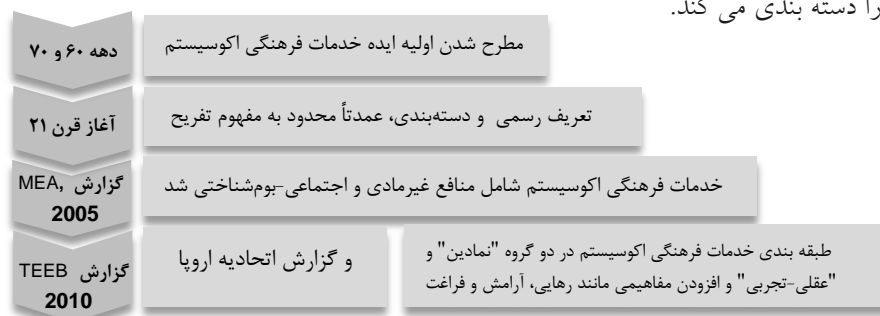 را دسته بندی می کند.
دهه ۶۰ و ۷۰
مطرح شدن اولیه ایده خدمات فرهنگی اکوسیستم
آغاز قرن ۲۱
تعریف رسمی و دسته‌بندی، عمدتاً محدود به مفهوم تفریح
گزارش MEA,
2005
خدمات فرهنگی اکوسیستم شامل منافع غیرمادی و اجتماعی-بوم‌شناختی شد
گزارش TEEB
2010
و گزارش اتحادیه اروپا
طبقه بندی خدمات فرهنگی اکوسیستم در دو گروه "نمادین" و
"عقلی-تجربی" و افزودن مفاهیمی مانند رهایی، آرامش و فراغت